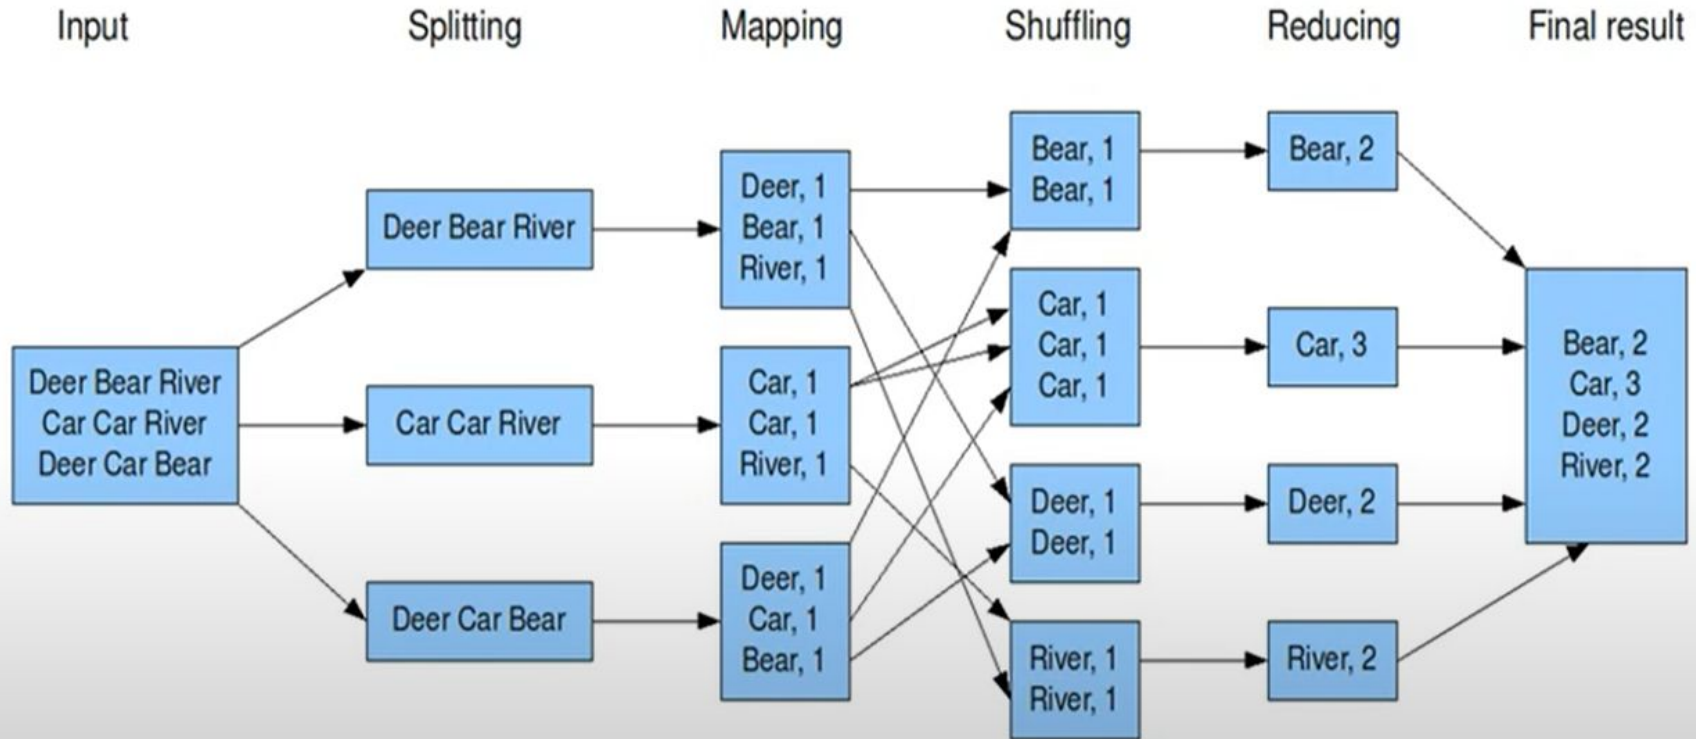 Input
Splitting
Mapping
Shuffling
Reducing
Final result
Deer Bear River
Car Car River
Deer Car Bear
Deer Bear River
Car Car River
Deer Car Bear
Deer, 1
Bear, 1
River, 1
Car, 1
Car, 1
River, 1
Deer, 1
Car, 1
Bear, 1
Bear, 1
Bear, 1
Car, 1
Car, 1
Car, 1
Deer, 1
Deer, 1
River, 1
River, 1
Bear, 2
Car, 3
Deer, 2
River, 2
Bear, 2
Car, 3
Deer, 2
River, 2